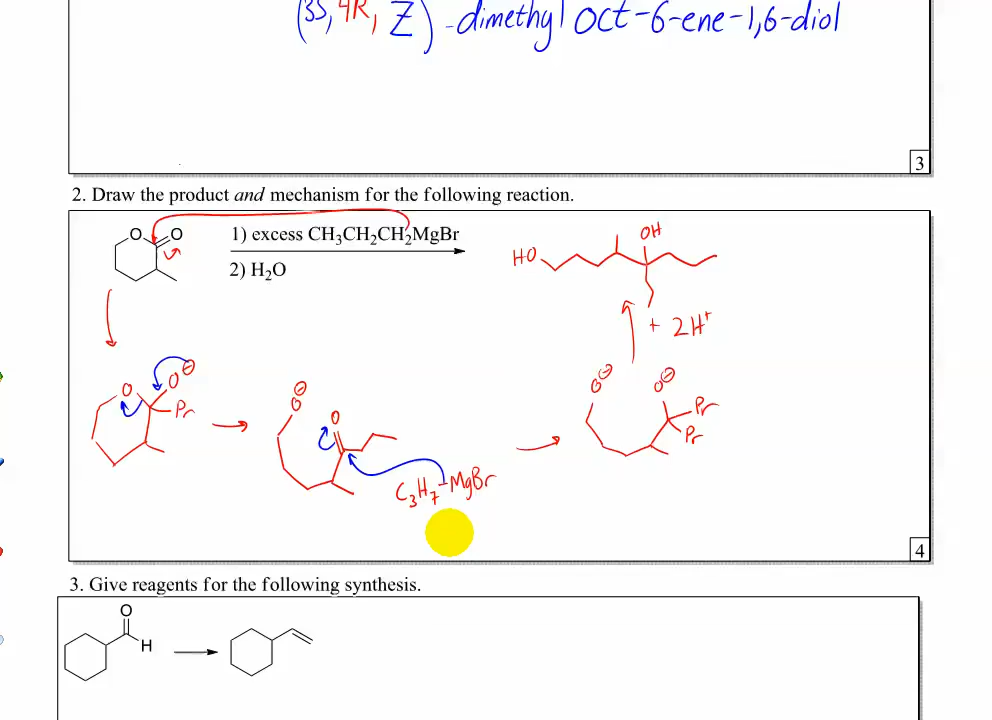 (3S, 4R, Z)-dimethyl oct-6-ene-1,6-diol
3
2. Draw the product and mechanism for the following reaction.
O O
1) excess CH₃CH₂CH₂MgBr
2) H₂O
HO OH
+ 2H⁺
O O⊖
Pr
O⊖ O
C₃H₇-MgBr
O⊖ O⊖
Pr
Pr
4
3. Give reagents for the following synthesis.
O
H